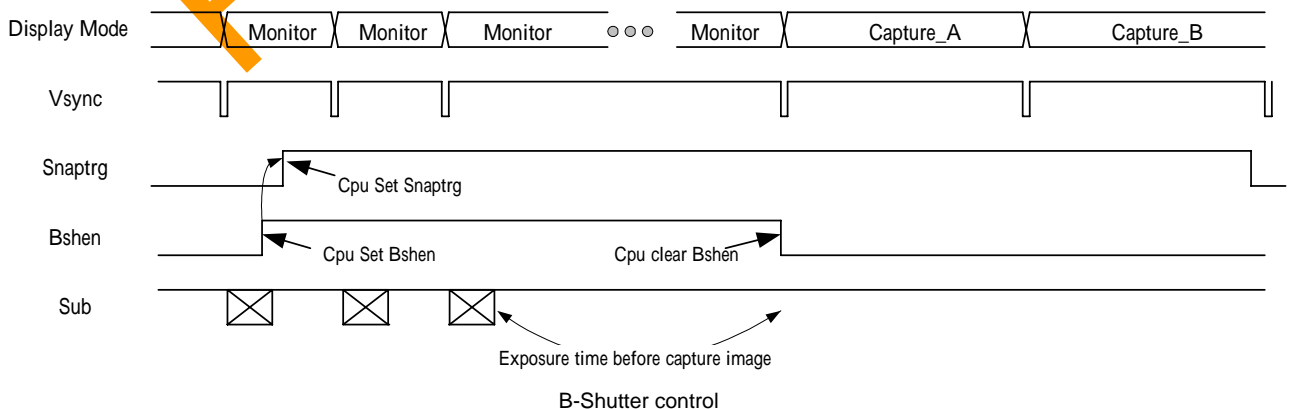 Display Mode Monitor Monitor Monitor Monitor Capture_A Capture_B
Vsync
Snaptrg
Cpu Set Snaptrg
Bshen
Cpu Set Bshen Cpu clear Bshen
Sub
Exposure time before capture image
B-Shutter control